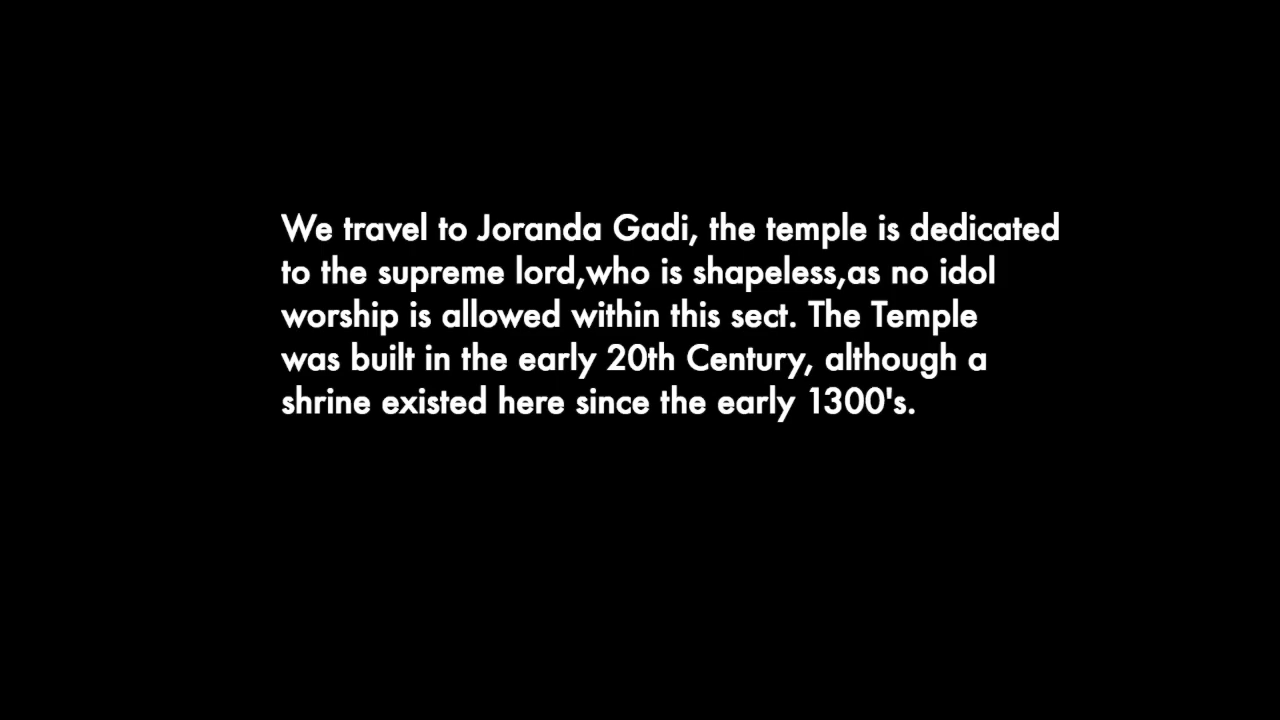 We travel to Joranda Gadi, the temple is dedicated
to the supreme lord,who is shapeless,as no idol
worship is allowed within this sect. The Temple
was built in the early 20th Century, although a
shrine existed here since the early 1300's.